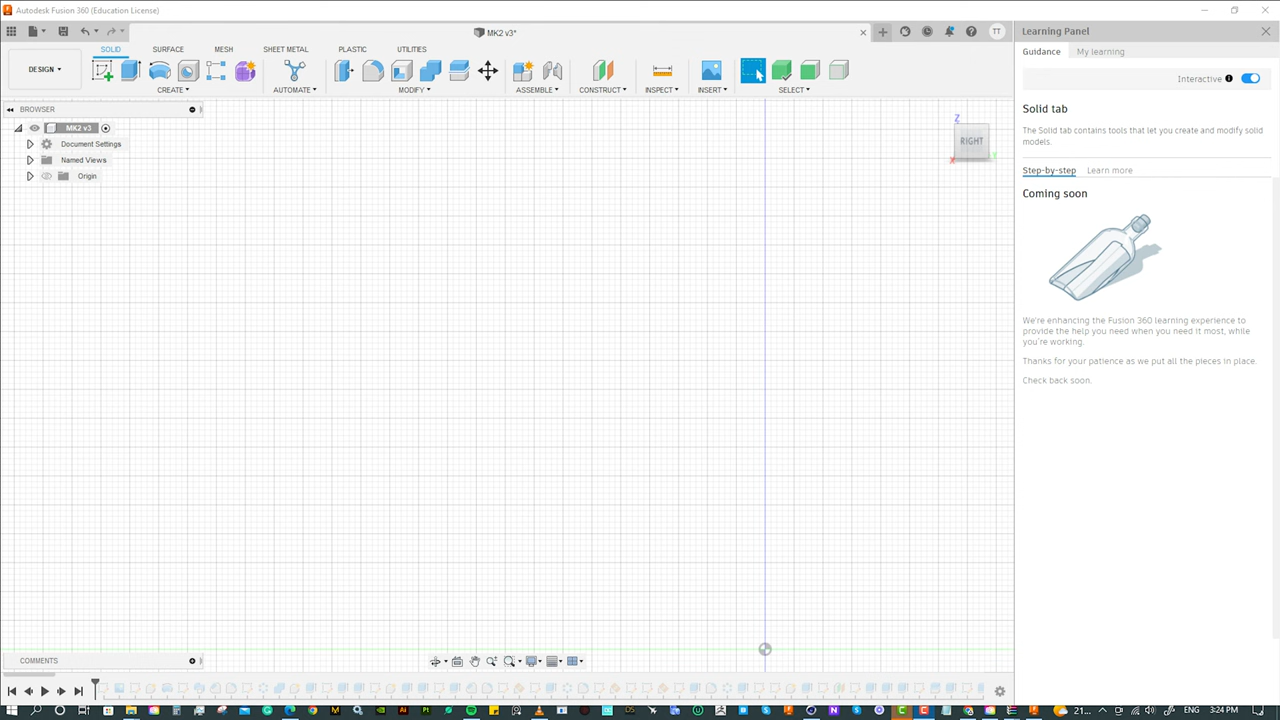 Autodesk Fusion 360 (Education License)
MK2 v3*
TT
Learning Panel
DESIGN
SOLID
SURFACE
MESH
SHEET METAL
PLASTIC
UTILITIES
CREATE
AUTOMATE
MODIFY
ASSEMBLE
CONSTRUCT
INSPECT
INSERT
SELECT
BROWSER
MK2 v3
Document Settings
Named Views
Origin
Z
RIGHT
X
Guidance
My learning
Interactive
Solid tab
The Solid tab contains tools that let you create and modify solid
models.
Step-by-step
Learn more
Coming soon
We're enhancing the Fusion 360 learning experience to
provide the help you need when you need it most, while
you're working.
Thanks for your patience as we put all the pieces in place.
Check back soon.
COMMENTS
Ai
Pt
DS
21...
ENG
3:24 PM